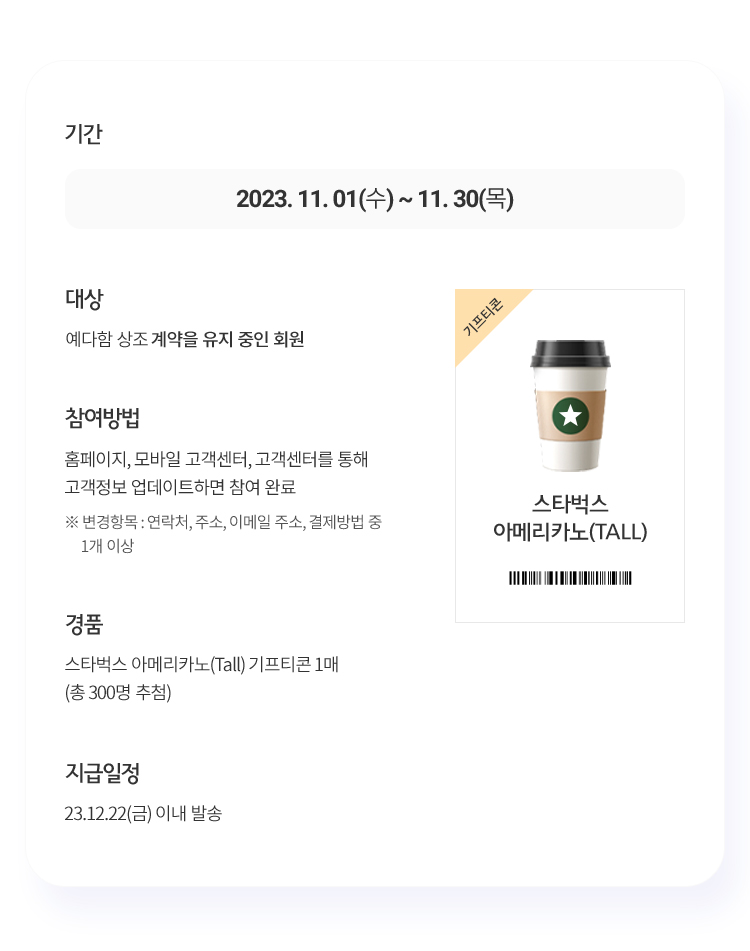 기간
2023. 11. 01(수) ~ 11. 30(목)
대상
예다함 상조 계약을 유지 중인 회원
참여방법
홈페이지, 모바일 고객센터, 고객센터를 통해
고객정보 업데이트하면 참여 완료
※ 변경항목 : 연락처, 주소, 이메일 주소, 결제방법 중
1개 이상
경품
스타벅스 아메리카노(Tall) 기프티콘 1매
(총 300명 추첨)
지급일정
23.12.22(금) 이내 발송
기프티콘
스타벅스
아메리카노(TALL)